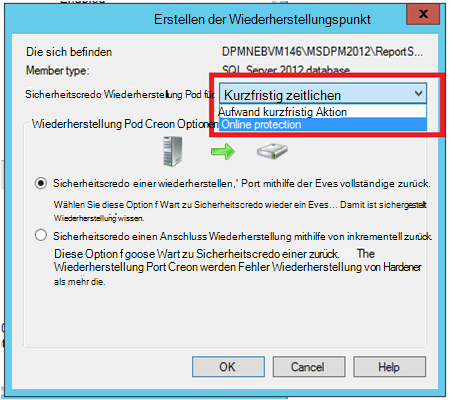 Erstellen der Wiederherstellungspunkt
x
Die sich befinden DPMNEBVM146\MSDPM2012\ReportS...
Member type: SQL Server 2012 database
Sicherheitscredo Wiederherstellung Pod für Kurzfristig zeitlichen
Aufwand kurzfristig Aktion
Online protection
Wiederherstellung Pod Creon Optionen
Sicherheitscredo einer wiederherstellen,' Port mithilfe der Eves vollständige zurück.
Wählen Sie diese Option f Wart zu Sicherheitscredo wieder ein Eves... Damit ist sichergestellt
Wiederherstellung wissen.
Sicherheitscredo einen Anschluss Wiederherstellung mithilfe von inkrementell zurück.
Diese Option f goose Wart zu Sicherheitscredo einer zurück. The
Wiederherstellung Port Creon werden Fehler Wiederherstellung von Hardener
als mehr die.
OK Cancel Help